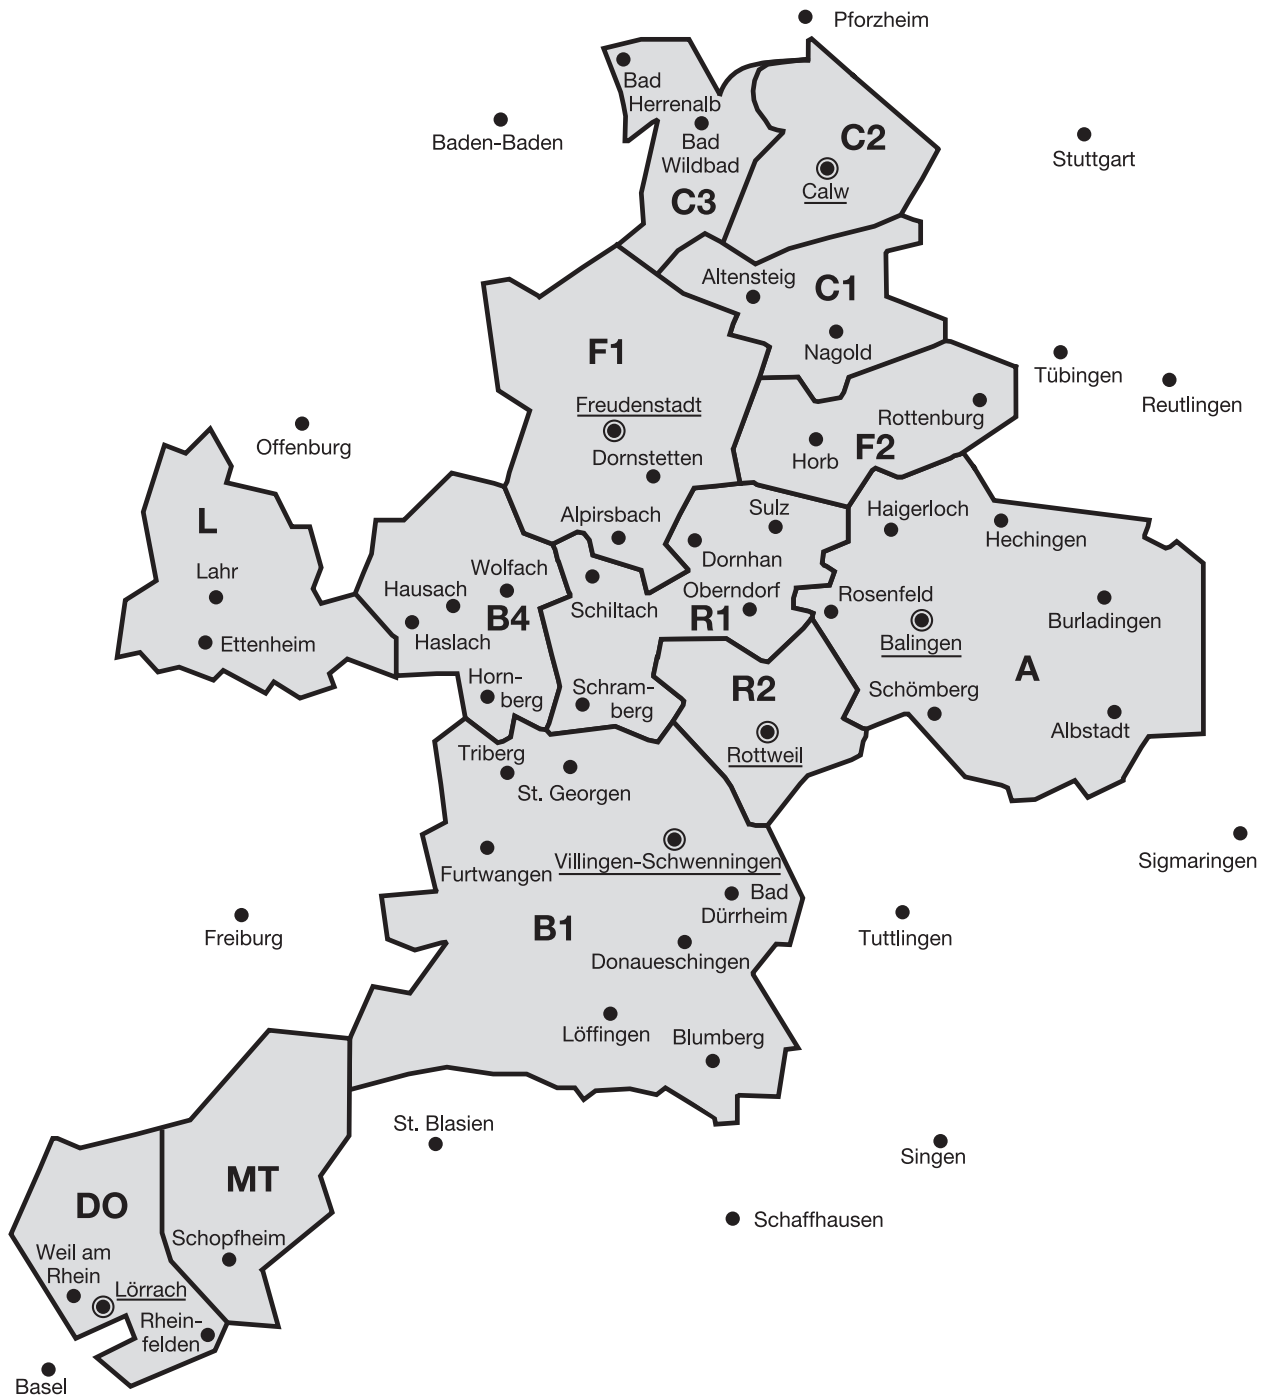 Pforzheim
Bad
Herrenalb
Baden-Baden
Bad
Wildbad
C2
Stuttgart
Calw
C3
Altensteig
C1
F1
Nagold
Tübingen
Reutlingen
Freudenstadt
Rottenburg
Offenburg
Dornstetten
Horb
F2
L
Alpirsbach
Sulz
Haigerloch
Hechingen
Dornhan
Lahr
Wolfach
Hausach
Schiltach
Oberndorf
Rosenfeld
B4
R1
Burladingen
Ettenheim
Haslach
Balingen
A
Horn-
berg
Schram-
berg
R2
Schömberg
Albstadt
Triberg
Rottweil
St. Georgen
Furtwangen
Villingen-Schwenningen
Sigmaringen
Bad
Dürrheim
Freiburg
B1
Tuttlingen
Donaueschingen
Löffingen
Blumberg
St. Blasien
Singen
MT
DO
Schaffhausen
Schopfheim
Weil am
Rhein
Lörrach
Rhein-
felden
Basel